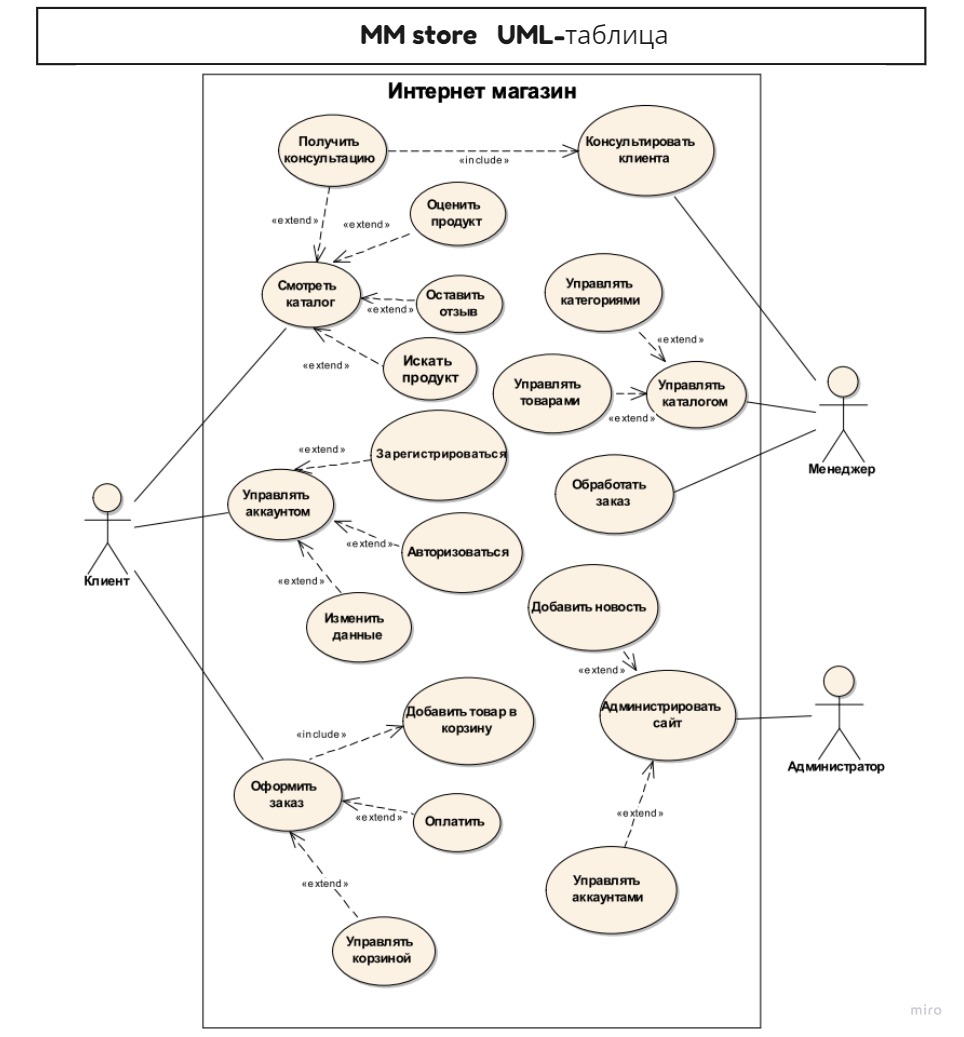 MM store UML-таблица
Интернет магазин
Получить
консультацию
«include»
Консультировать
клиента
«extend»
«extend»
Оценить
продукт
Смотреть
каталог
Оставить
отзыв
«extend»
«extend»
Искать
продукт
Управлять
категориями
«extend»
Управлять
товарами
«extend»
Управлять
каталогом
Менеджер
Зарегистрироваться
«extend»
Управлять
аккаунтом
Обработать
заказ
Клиент
«extend»
Авторизоваться
«extend»
Изменить
данные
Добавить новость
«extend»
Администрировать
сайт
Администратор
Добавить товар в
корзину
«include»
Оформить
заказ
«extend»
Оплатить
«extend»
Управлять
аккаунтами
«extend»
Управлять
корзиной
miro